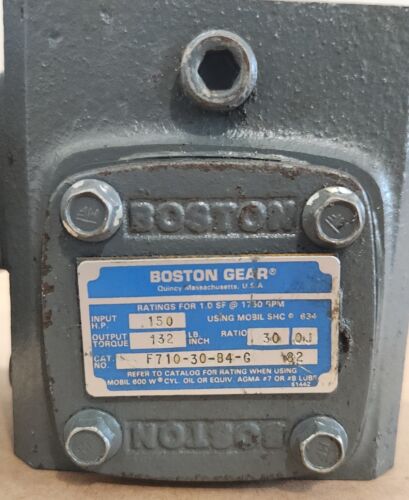 BOSTON
BOSTON GEAR®
Quincy Massachusetts, U.S.A
RATINGS FOR 1.0 SF @ 1750 RPM
INPUT H.P. .150 USING MOBIL SHC® 634
OUTPUT TORQUE 132 LB. INCH RATIO 30
CAT. NO. F710-30-B4-G
REFER TO CATALOG FOR RATING WHEN USING
MOBIL 600 W® CYL. OIL OR EQUIV. AGMA #7 OR #8 LUBE
51442
BOSTON